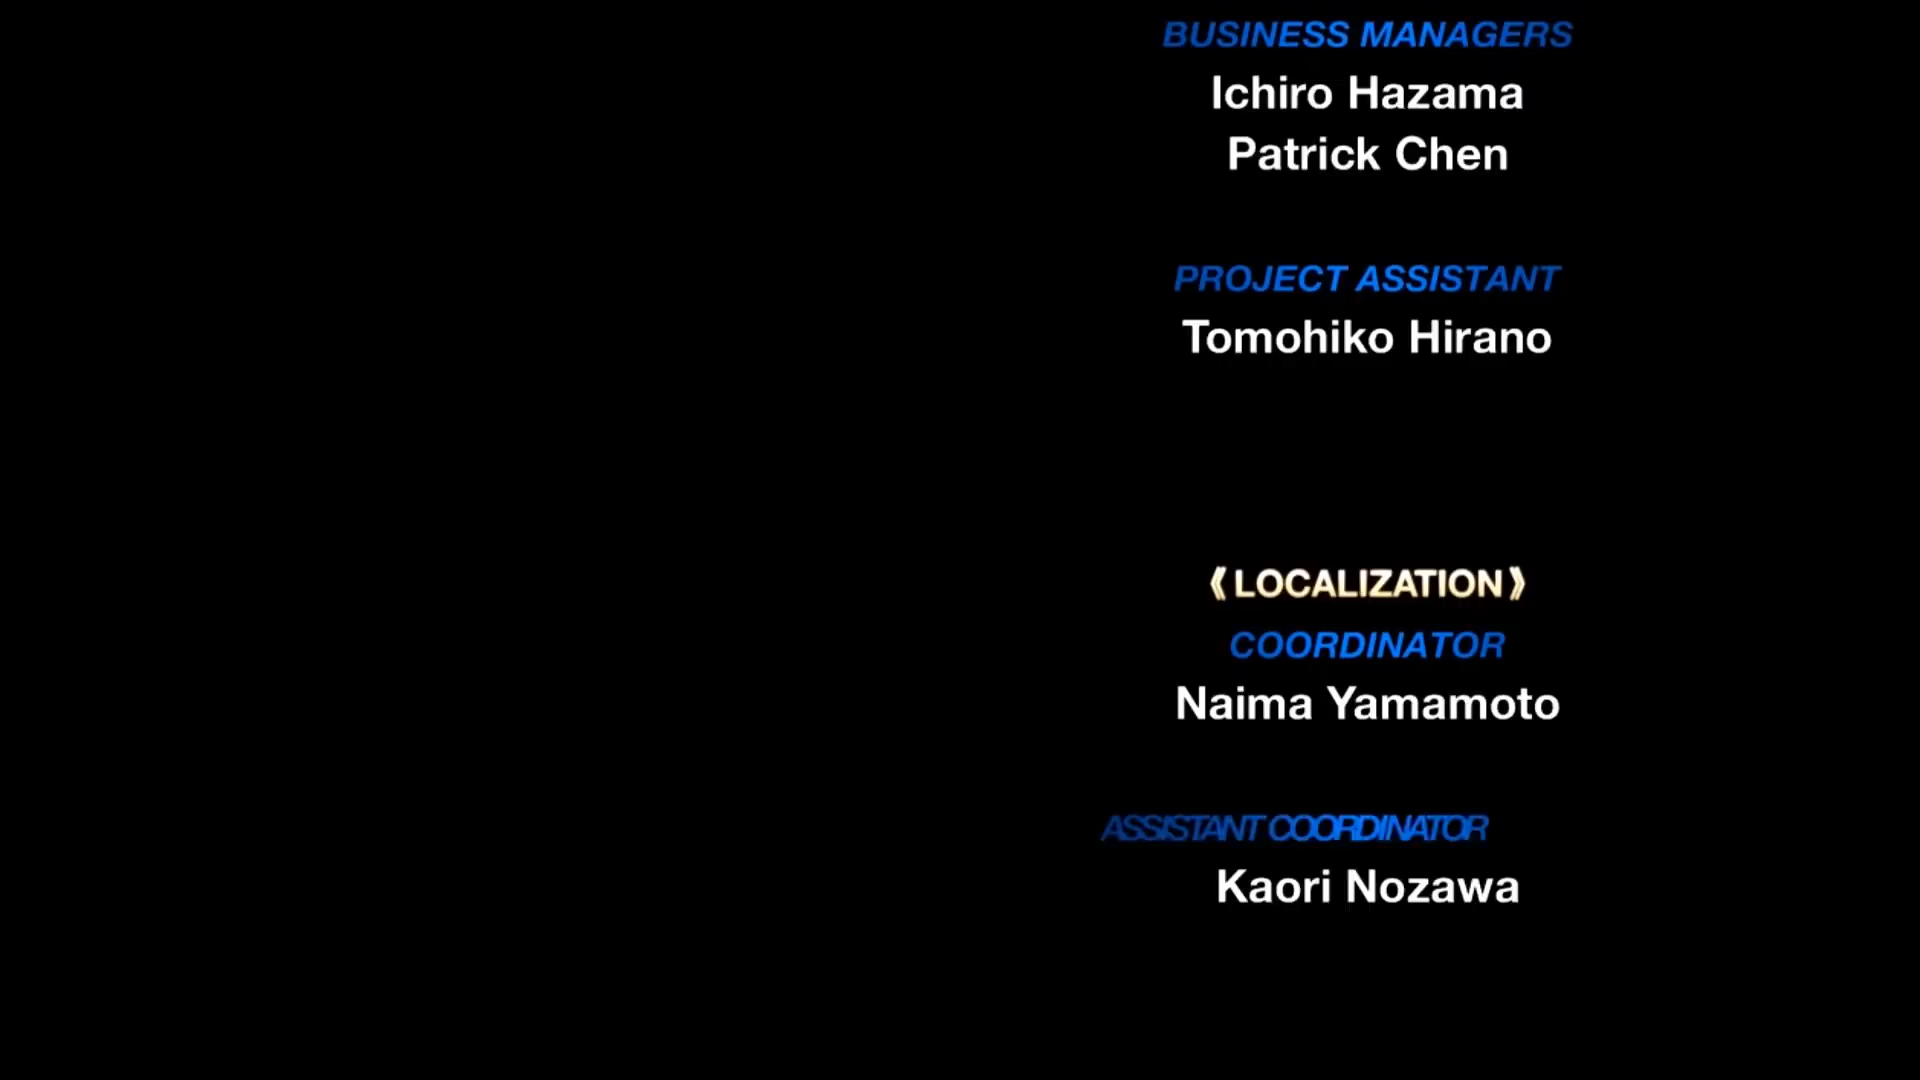 BUSINESS MANAGERS
Ichiro Hazama
Patrick Chen
PROJECT ASSISTANT
Tomohiko Hirano
《LOCALIZATION》
COORDINATOR
Naima Yamamoto
ASSISTANT COORDINATOR
Kaori Nozawa